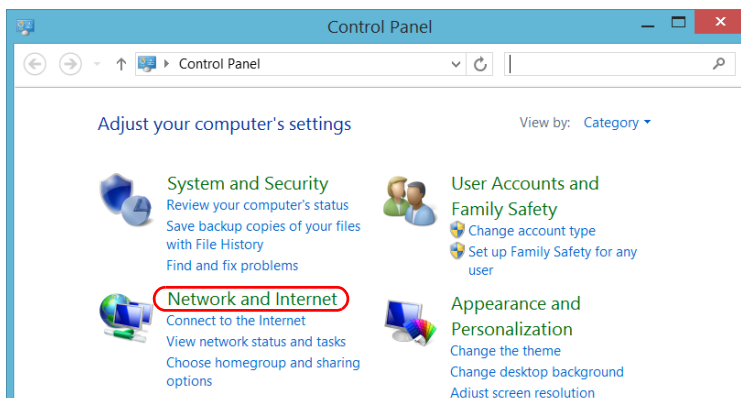 Control Panel
Control Panel
Adjust your computer's settings
View by: Category
System and Security
Review your computer's status
Save backup copies of your files
with File History
Find and fix problems
Network and Internet
Connect to the Internet
View network status and tasks
Choose homegroup and sharing
options
User Accounts and
Family Safety
Change account type
Set up Family Safety for any
user
Appearance and
Personalization
Change the theme
Change desktop background
Adjust screen resolution